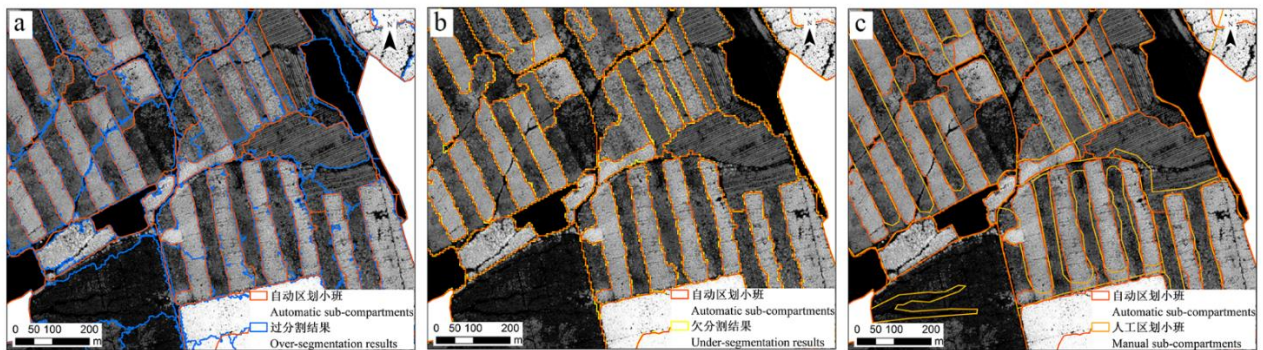 a
N
自动区划小班
Automatic sub-compartments
过分割结果
Over-segmentation results
0 50 100 200
m
b
N
自动区划小班
Automatic sub-compartments
欠分割结果
Under-segmentation results
0 50 100 200
m
c
N
自动区划小班
Automatic sub-compartments
人工区划小班
Manual sub-compartments
0 50 100 200
m